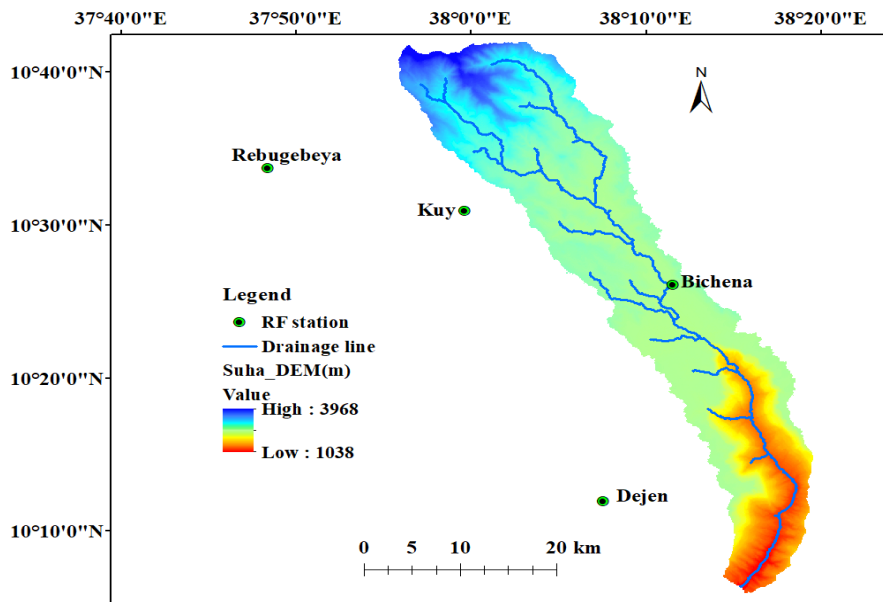 37°40'0"E 37°50'0"E 38°0'0"E 38°10'0"E 38°20'0"E
10°40'0"N
N
Rebugebeya
10°30'0"N
Kuy
Bichena
Legend
RF station
Drainage line
10°20'0"N
Suha_DEM(m)
Value
High : 3968
Low : 1038
Dejen
10°10'0"N
0 5 10 20 km